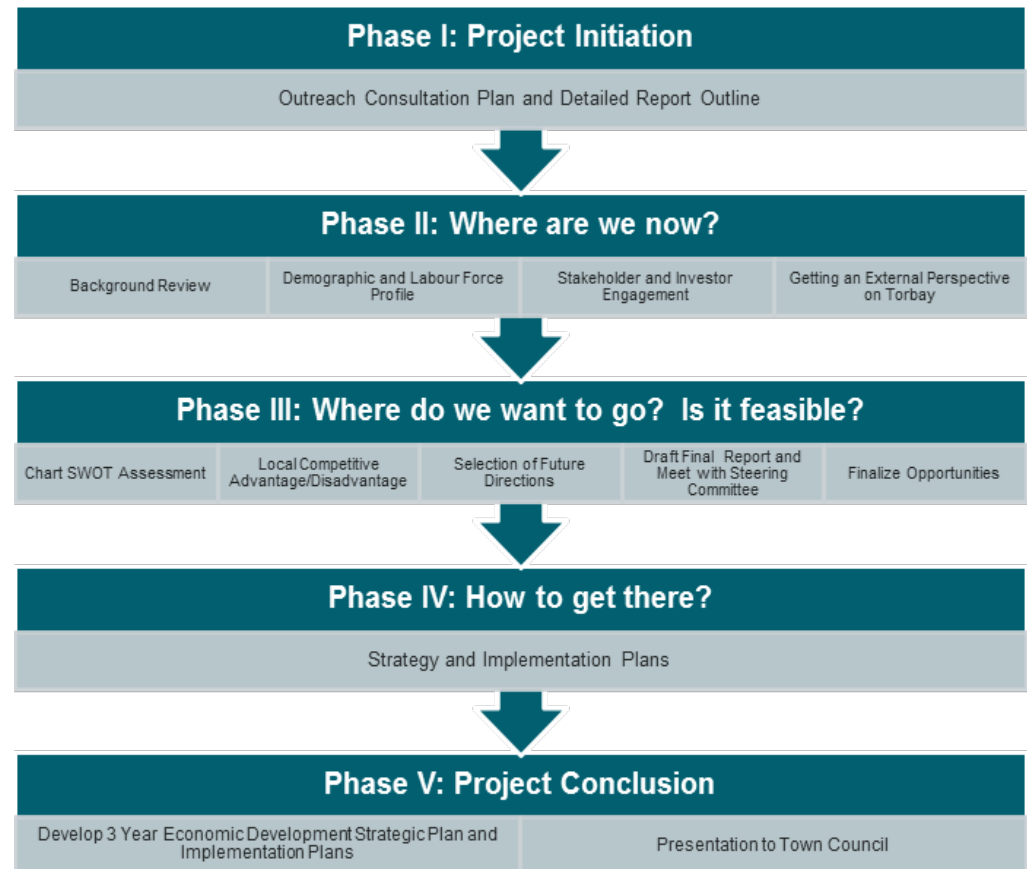 Phase I: Project Initiation
Outreach Consultation Plan and Detailed Report Outline
Phase II: Where are we now?
Background Review
Demographic and Labour Force
Profile
Stakeholder and Investor
Engagement
Getting an External Perspective
on Torbay
Phase III: Where do we want to go? Is it feasible?
Chart SWOT Assessment
Local Competitive
Advantage/Disadvantage
Selection of Future
Directions
Draft Final Report and
Meet with Steering
Committee
Finalize Opportunities
Phase IV: How to get there?
Strategy and Implementation Plans
Phase V: Project Conclusion
Develop 3 Year Economic Development Strategic Plan and
Implementation Plans
Presentation to Town Council